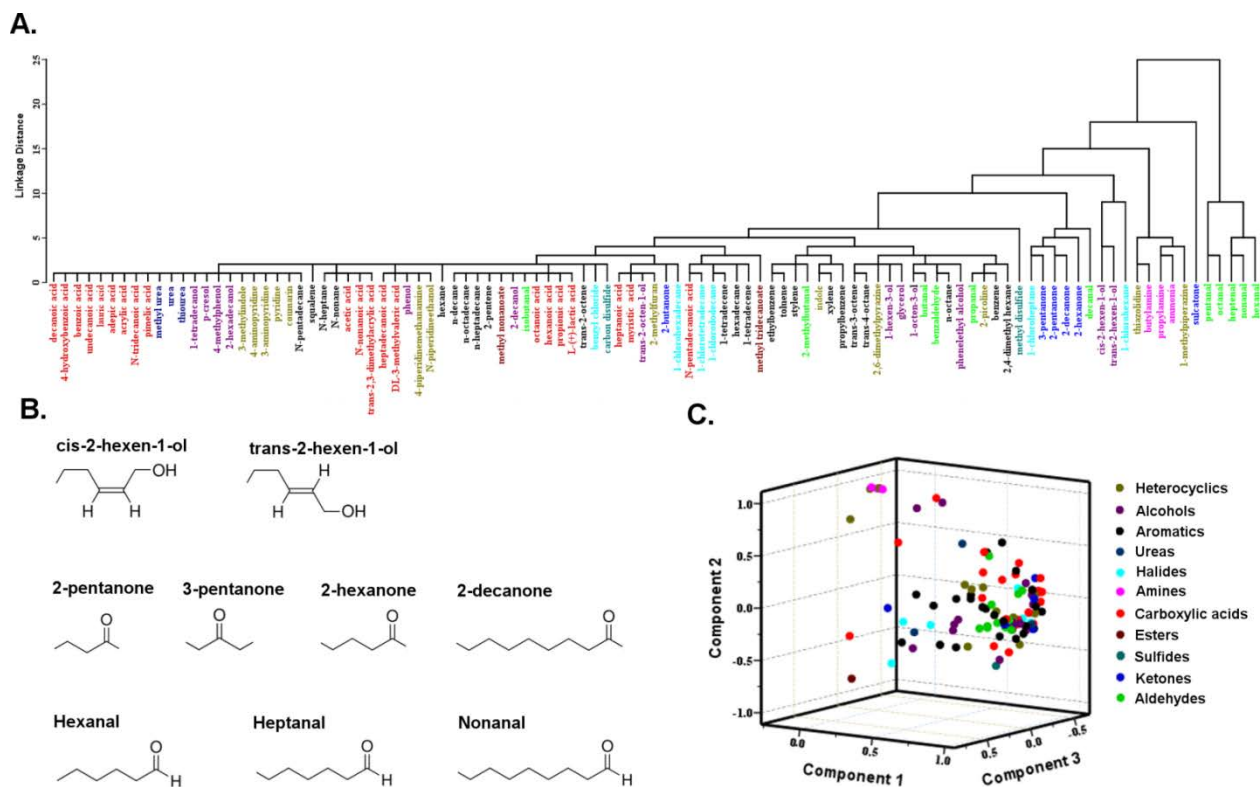 A.
Linkage Distance
25
20
15
10
5
0
decanoic acid
4-hydroxybenzoic acid
benzoic acid
undecanoic acid
lauric acid
adeptic acid
acrylic acid
N-tridecanoic acid
pimelic acid
methyl urea
urea
thiourea
1-tetradecanol
p-cresol
4-methylphenol
2-hexadecanol
3-methylindole
4-aminopyridine
3-aminopyridine
pyridine
coumarin
N-pentadecane
squalene
N-heptane
N-nonane
acetic acid
N-nonanoic acid
trans-2,3-dimethylacrylic acid
heptadecanoic acid
DL-3-methylvaleric acid
phenol
4-piperidinemethanamine
N-piperidineethanol
hexane
n-decane
n-octadecane
n-heptadecane
2-pentene
methyl nonanoate
2-decanol
isobutanal
octanoic acid
hexanoic acid
propionic acid
L-(+)-lactic acid
trans-2-octene
benzyl chloride
carbon disulfide
heptanoic acid
mystic acid
trans-2-octen-1-ol
2-methylfuran
2-butanone
1-chlorohexadecane
N-pentadecanoic acid
1-chlorododecane
1-tetradecene
hexadecane
1-tetradecene
methyl tridecanoate
ethylbenzene
toluene
stylene
2-methylbutanal
indole
xylene
propylbenzene
trans-3-octene
trans-4-octene
2,6-dimethylpyrazine
1-hexen-3-ol
glycerol
1-octen-3-ol
benzaldehyde
n-octane
phenelethyl alcohol
propanal
2-picoline
benzene
2,4-dimethyl hexane
methyl disulfide
1-chloroheptane
3-pentanone
2-pentanone
2-decanone
2-hexanone
decanal
cis-2-hexen-1-ol
trans-2-hexen-1-ol
1-chlorohexane
thiazolidine
butylamine
propylamine
ammonia
1-methylpiperazine
sulcatone
pentanal
octanal
heptanal
nonanal
hexanal
B.
cis-2-hexen-1-ol
trans-2-hexen-1-ol
OH
H
H
H
H
OH
2-pentanone
3-pentanone
2-hexanone
2-decanone
O
O
O
O
Hexanal
Heptanal
Nonanal
O
H
O
H
O
H
C.
Component 2
1.0
0.5
0.0
-0.5
-1.0
0.0
0.5
1.0
Component 1
0.5
0.0
-0.5
Component 3
Heterocyclics
Alcohols
Aromatics
Ureas
Halides
Amines
Carboxylic acids
Esters
Sulfides
Ketones
Aldehydes